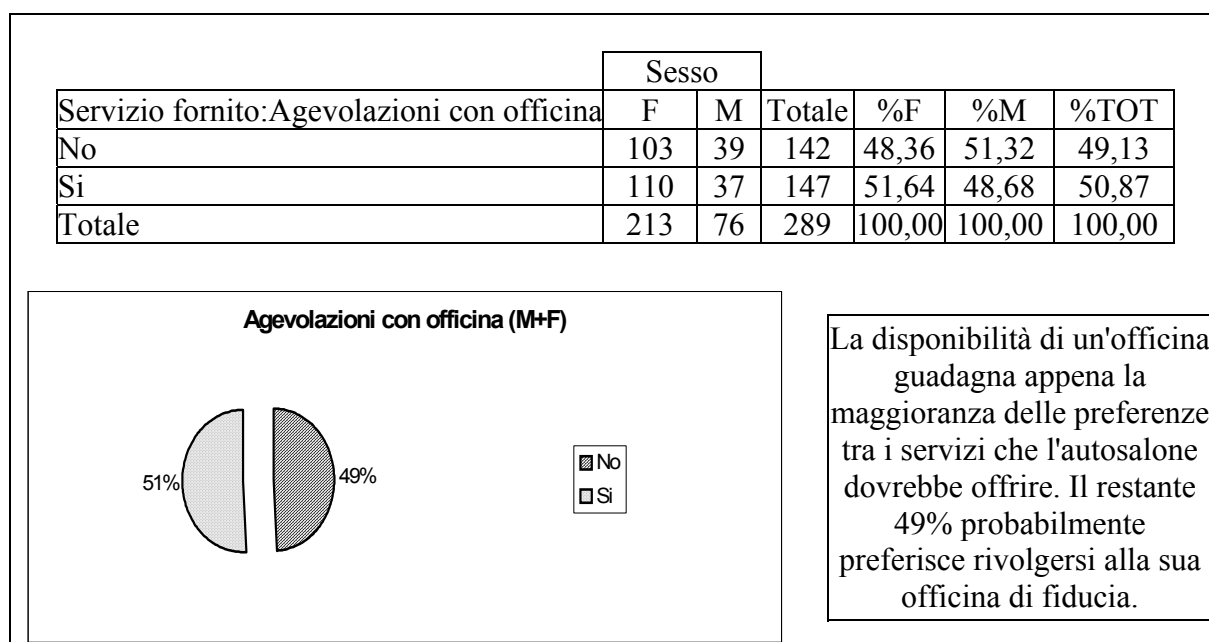 Sesso
Servizio fornito:Agevolazioni con officina F M Totale %F %M %TOT
No 103 39 142 48,36 51,32 49,13
Si 110 37 147 51,64 48,68 50,87
Totale 213 76 289 100,00 100,00 100,00
Agevolazioni con officina (M+F)
51%
49%
No
Si
La disponibilità di un'officina
guadagna appena la
maggioranza delle preferenze
tra i servizi che l'autosalone
dovrebbe offrire. Il restante
49% probabilmente
preferisce rivolgersi alla sua
officina di fiducia.